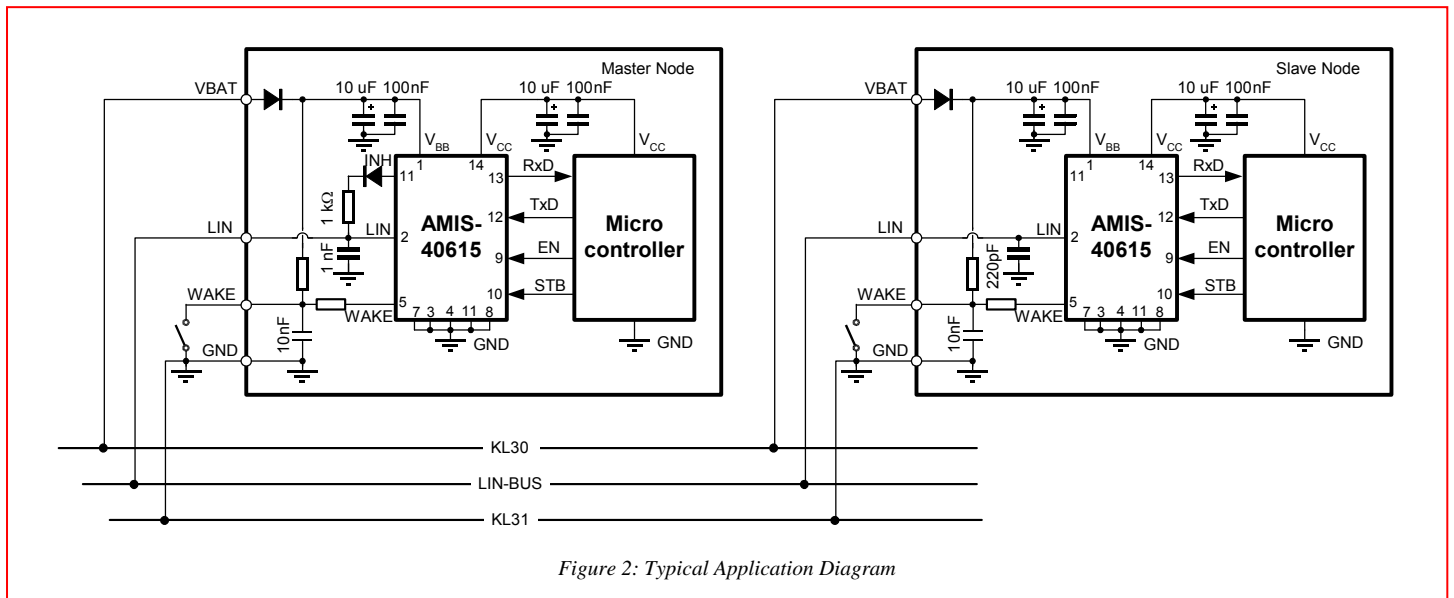 Master Node
VBAT
10 uF 100nF
10 uF 100nF
VBB
VCC
VCC
INH
1
14
11
13
RxD
1 kΩ
AMIS-
40615
12
TxD
Micro
controller
LIN
LIN
2
1 nF
9
EN
10
STB
WAKE
5
WAKE
7 3 4 11 8
10nF
GND
GND
GND
Slave Node
VBAT
10 uF 100nF
10 uF 100nF
VBB
VCC
VCC
1
14
11
13
RxD
AMIS-
40615
12
TxD
Micro
controller
LIN
LIN
2
220pF
9
EN
10
STB
WAKE
5
WAKE
7 3 4 11 8
10nF
GND
GND
GND
KL30
LIN-BUS
KL31
Figure 2: Typical Application Diagram